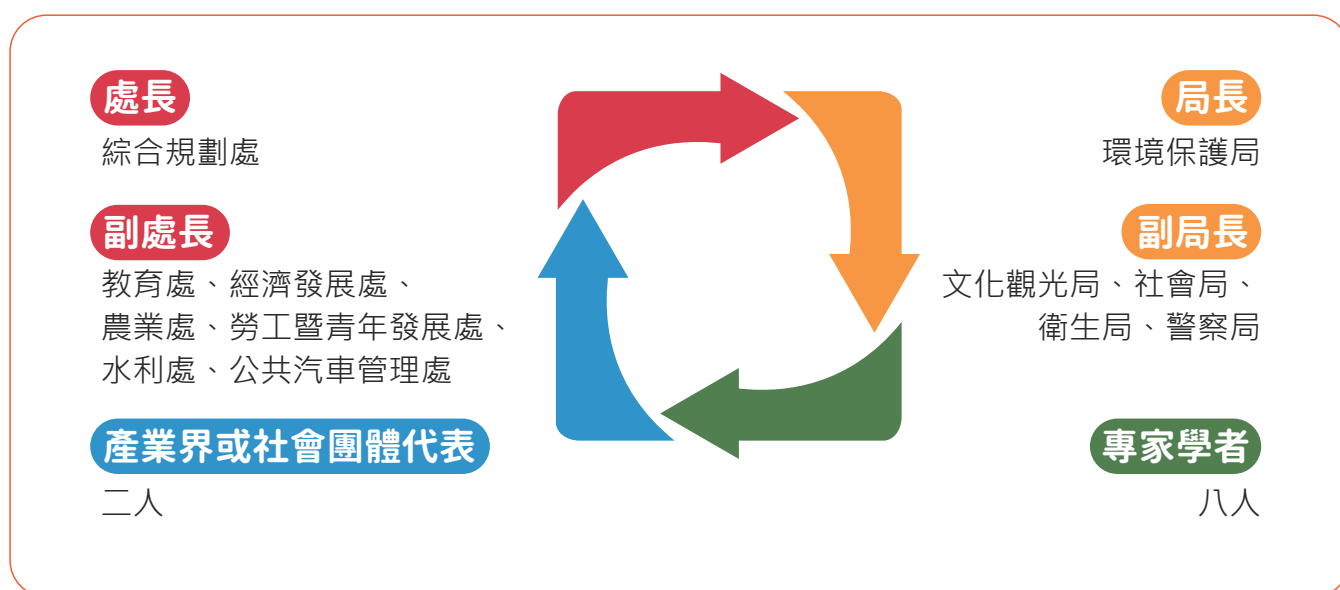 處長
綜合規劃處
副處長
教育處、經濟發展處、
農業處、勞工暨青年發展處、
水利處、公共汽車管理處
產業界或社會團體代表
二人
局長
環境保護局
副局長
文化觀光局、社會局、
衛生局、警察局
專家學者
八人